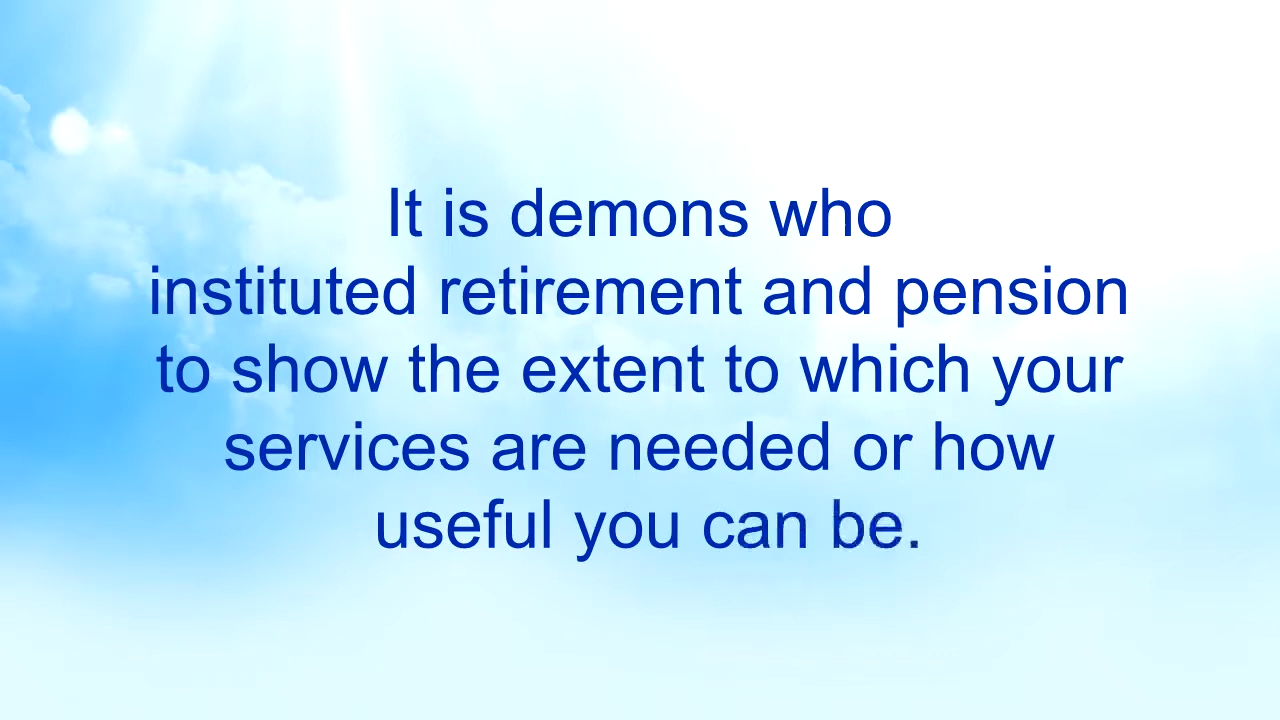 It is demons who
instituted retirement and pension
to show the extent to which your
services are needed or how
useful you can be.